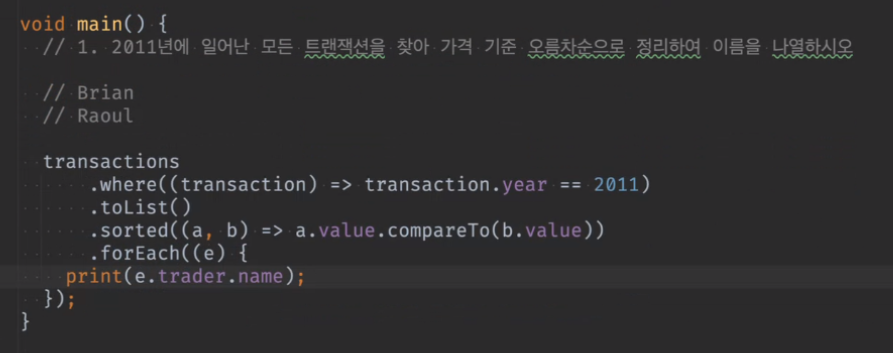 void main() {
// 1. 2011년에 일어난 모든 트랜잭션을 찾아 가격 기준 오름차순으로 정리하여 이름을 나열하시오
// Brian
// Raoul
transactions
.where((transaction) => transaction.year == 2011)
.toList()
.sorted((a, b) => a.value.compareTo(b.value))
.forEach((e) {
print(e.trader.name);
});
}